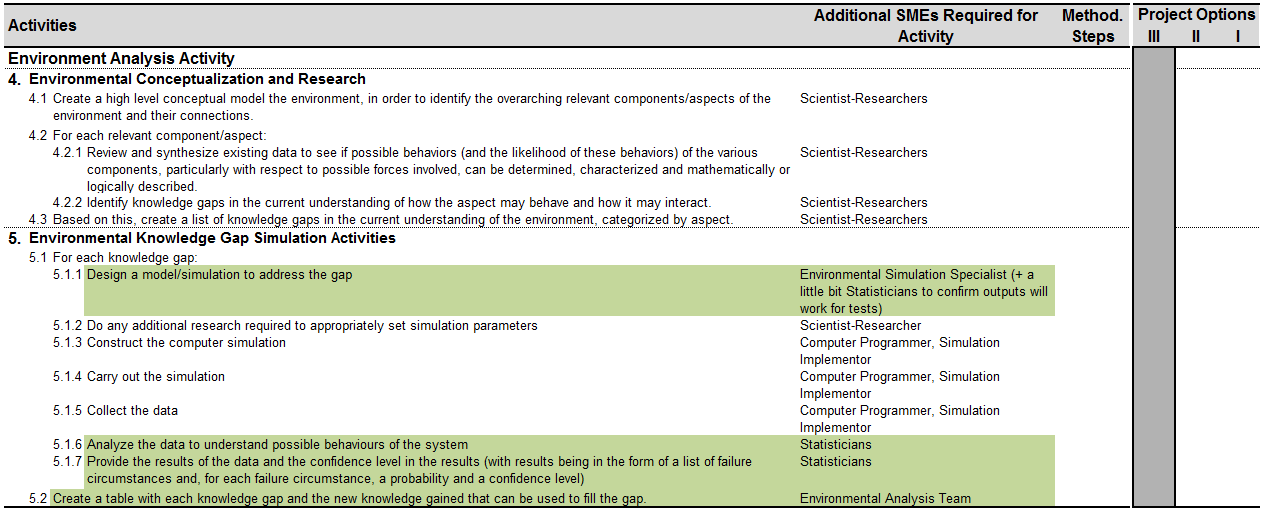 Activities Additional SMEs Required for Activity Method. Steps Project Options
III II I
Environment Analysis Activity
4. Environmental Conceptualization and Research
4.1 Create a high level conceptual model the environment, in order to identify the overarching relevant components/aspects of the Scientist-Researchers
environment and their connections.
4.2 For each relevant component/aspect:
4.2.1 Review and synthesize existing data to see if possible behaviors (and the likelihood of these behaviors) of the various Scientist-Researchers
components, particularly with respect to possible forces involved, can be determined, characterized and mathematically or
logically described.
4.2.2 Identify knowledge gaps in the current understanding of how the aspect may behave and how it may interact. Scientist-Researchers
4.3 Based on this, create a list of knowledge gaps in the current understanding of the environment, categorized by aspect. Scientist-Researchers
5. Environmental Knowledge Gap Simulation Activities
5.1 For each knowledge gap:
5.1.1 Design a model/simulation to address the gap Environmental Simulation Specialist (+ a
little bit Statisticians to confirm outputs will
work for tests)
5.1.2 Do any additional research required to appropriately set simulation parameters Scientist-Researcher
5.1.3 Construct the computer simulation Computer Programmer, Simulation
Implementor
5.1.4 Carry out the simulation Computer Programmer, Simulation
Implementor
5.1.5 Collect the data Computer Programmer, Simulation
Implementor
5.1.6 Analyze the data to understand possible behaviours of the system Statisticians
5.1.7 Provide the results of the data and the confidence level in the results (with results being in the form of a list of failure Statisticians
circumstances and, for each failure circumstance, a probability and a confidence level)
5.2 Create a table with each knowledge gap and the new knowledge gained that can be used to fill the gap. Environmental Analysis Team